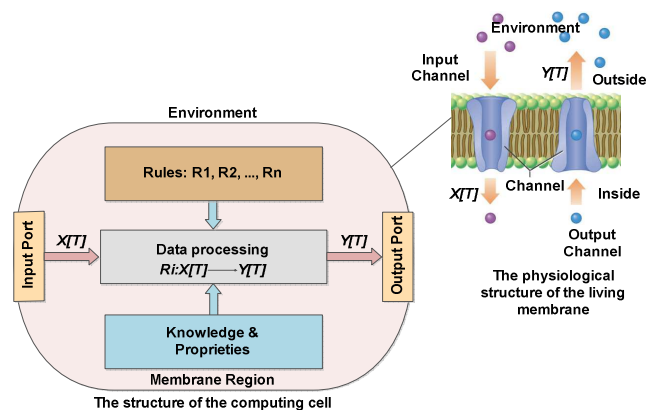 Environment
Input
Channel
Y[T]
Outside
Channel
X[T]
Inside
Output
Channel
The physiological
structure of the living
membrane
Environment
Rules: R1, R2, ..., Rn
Input Port
X[T]
Data processing
Ri:X[T] → Y[T]
Y[T]
Output Port
Knowledge &
Proprieties
Membrane Region
The structure of the computing cell